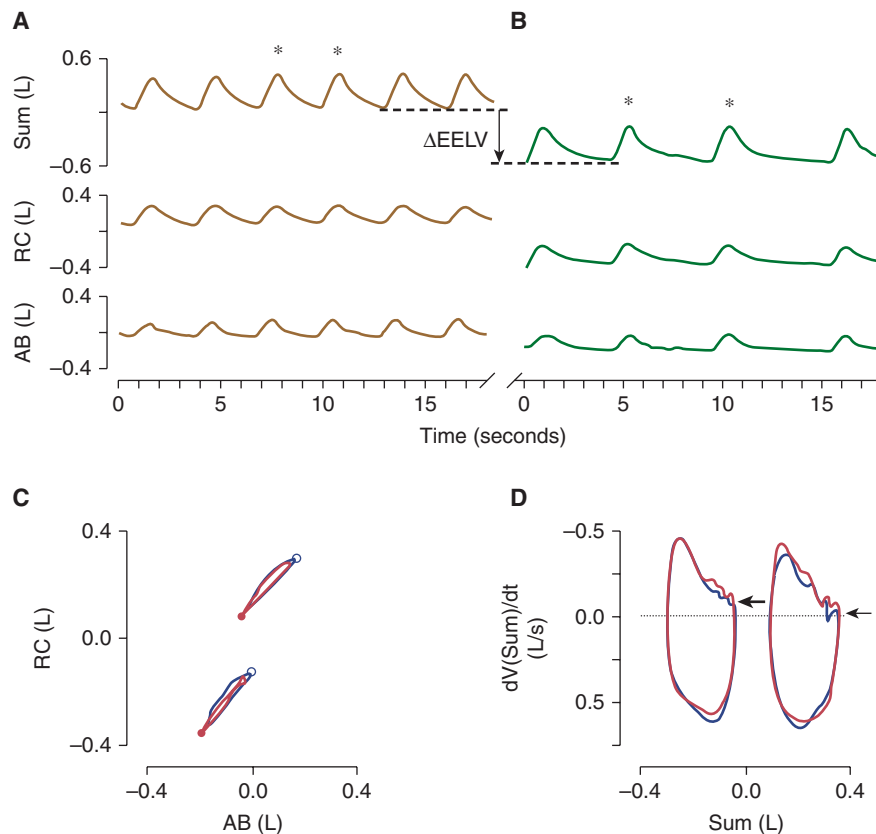 A
B
* *
* *
0.6
Sum (L)
–0.6
ΔEELV
0.4
RC (L)
–0.4
0.4
AB (L)
–0.4
0 5 10 15
0 5 10 15
Time (seconds)
C
D
0.4
RC (L)
0.0
–0.4
–0.4 0.0 0.4
AB (L)
–0.5
dV(Sum)/dt
(L/s)
0.0
0.5
–0.4 0.0 0.4
Sum (L)